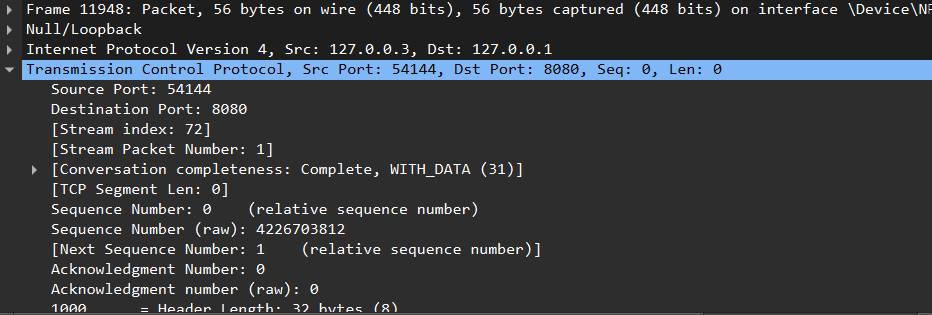 Frame 11948: Packet, 56 bytes on wire (448 bits), 56 bytes captured (448 bits) on interface \Device\NF
Null/Loopback
Internet Protocol Version 4, Src: 127.0.0.3, Dst: 127.0.0.1
Transmission Control Protocol, Src Port: 54144, Dst Port: 8080, Seq: 0, Len: 0
Source Port: 54144
Destination Port: 8080
[Stream index: 72]
[Stream Packet Number: 1]
[Conversation completeness: Complete, WITH_DATA (31)]
[TCP Segment Len: 0]
Sequence Number: 0    (relative sequence number)
Sequence Number (raw): 4226703812
[Next Sequence Number: 1    (relative sequence number)]
Acknowledgment Number: 0
Acknowledgment number (raw): 0
1000      = Header Length: 32 bytes (8)